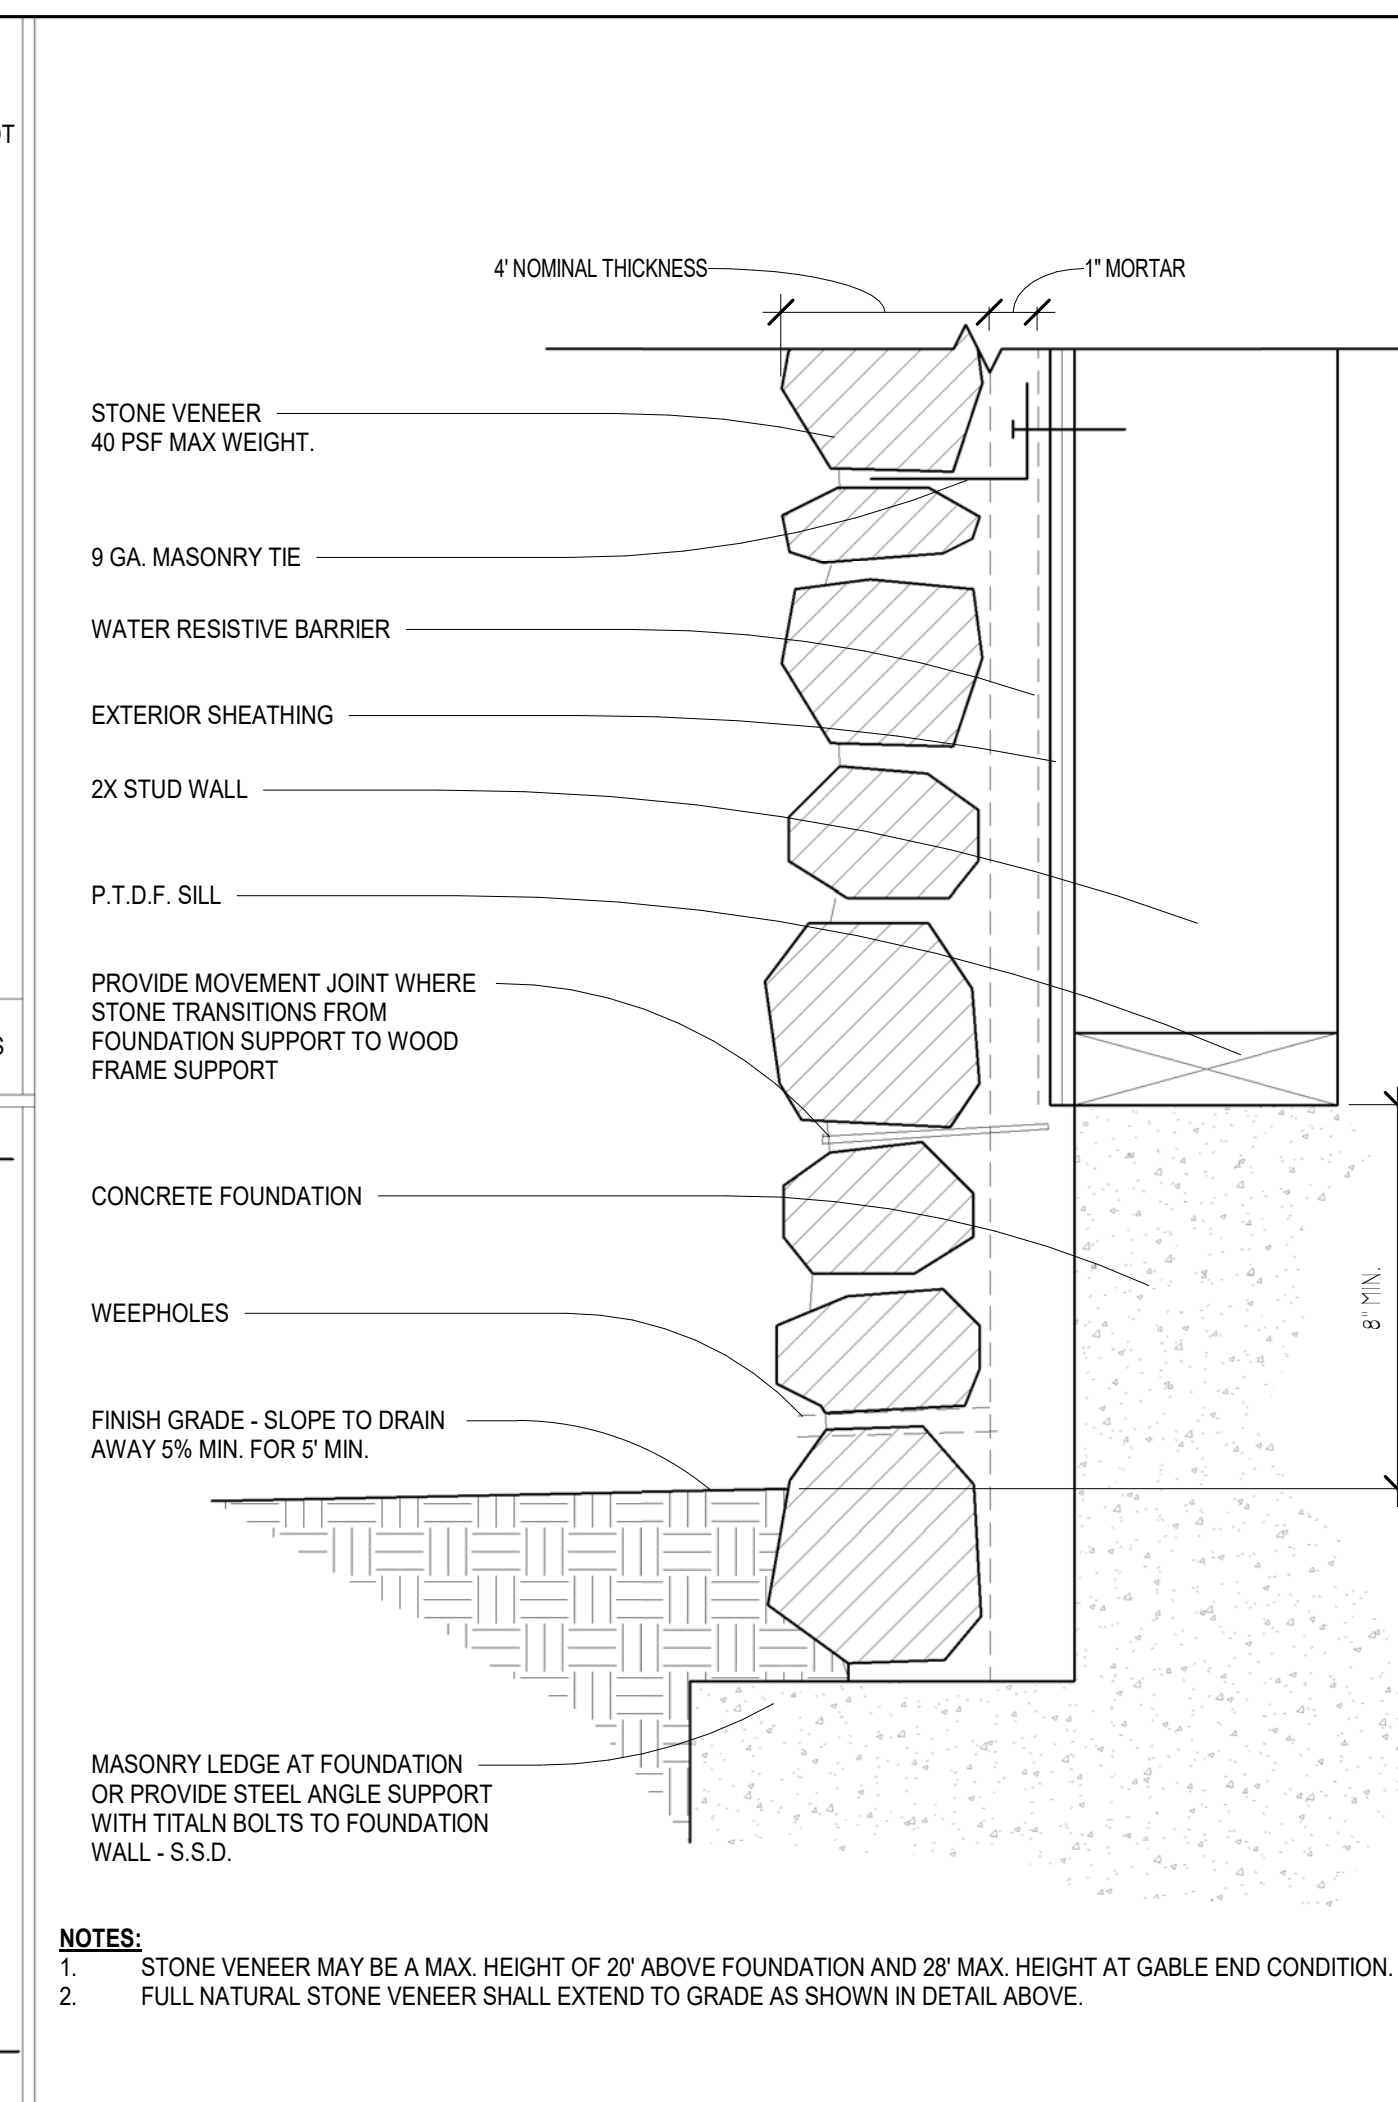 OT
4' NOMINAL THICKNESS
1" MORTAR
STONE VENEER
40 PSF MAX WEIGHT.
9 GA. MASONRY TIE
WATER RESISTIVE BARRIER
EXTERIOR SHEATHING
2X STUD WALL
P.T.D.F. SILL
PROVIDE MOVEMENT JOINT WHERE
STONE TRANSITIONS FROM
FOUNDATION SUPPORT TO WOOD
FRAME SUPPORT
S
CONCRETE FOUNDATION
8" MIN.
WEEPHOLES
FINISH GRADE - SLOPE TO DRAIN
AWAY 5% MIN. FOR 5' MIN.
MASONRY LEDGE AT FOUNDATION
OR PROVIDE STEEL ANGLE SUPPORT
WITH TITALN BOLTS TO FOUNDATION
WALL - S.S.D.
NOTES:
1. STONE VENEER MAY BE A MAX. HEIGHT OF 20' ABOVE FOUNDATION AND 28' MAX. HEIGHT AT GABLE END CONDITION.
2. FULL NATURAL STONE VENEER SHALL EXTEND TO GRADE AS SHOWN IN DETAIL ABOVE.